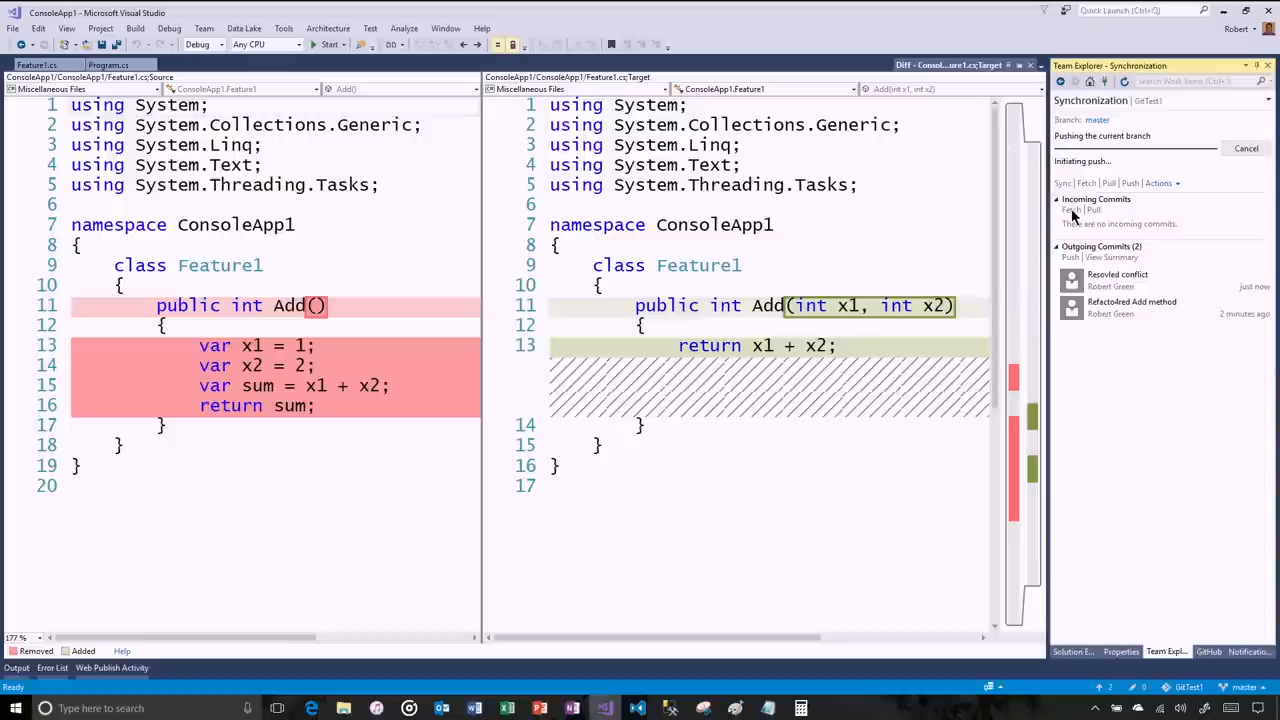 ConsoleApp1 - Microsoft Visual Studio
Quick Launch (Ctrl+Q)
File Edit View Project Build Debug Team Data Lake Tools Architecture Test Analyze Window Help
Robert
Debug Any CPU Start
Feature1.cs Program.cs
Diff - Consol...ure1.cs;Target
ConsoleApp1/ConsoleApp1/Feature1.cs;Source
Miscellaneous Files ConsoleApp1.Feature1 Add()
1 using System;
2 using System.Collections.Generic;
3 using System.Linq;
4 using System.Text;
5 using System.Threading.Tasks;
6
7 namespace ConsoleApp1
8 {
9 class Feature1
10 {
11 public int Add()
12 {
13 var x1 = 1;
14 var x2 = 2;
15 var sum = x1 + x2;
16 return sum;
17 }
18 }
19 }
20
177 %
ConsoleApp1/ConsoleApp1/Feature1.cs;Target
Miscellaneous Files ConsoleApp1.Feature1 Add(int x1, int x2)
1 using System;
2 using System.Collections.Generic;
3 using System.Linq;
4 using System.Text;
5 using System.Threading.Tasks;
6
7 namespace ConsoleApp1
8 {
9 class Feature1
10 {
11 public int Add(int x1, int x2)
12 {
13 return x1 + x2;
14 }
15 }
16 }
17
Removed Added Help
Team Explorer - Synchronization
Search Work Items (Ctrl+')
Synchronization | GitTest1
Branch: master
Pushing the current branch
Cancel
Initiating push...
Sync | Fetch | Pull | Push | Actions
Incoming Commits
Fetch | Pull
There are no incoming commits.
Outgoing Commits (2)
Push | View Summary
Resovled conflict
Robert Green just now
Refacto4red Add method
Robert Green 2 minutes ago
Solution E... Properties Team Expl... GitHub Notificatio...
Output Error List Web Publish Activity
Ready
2 0 GitTest1 master
Type here to search